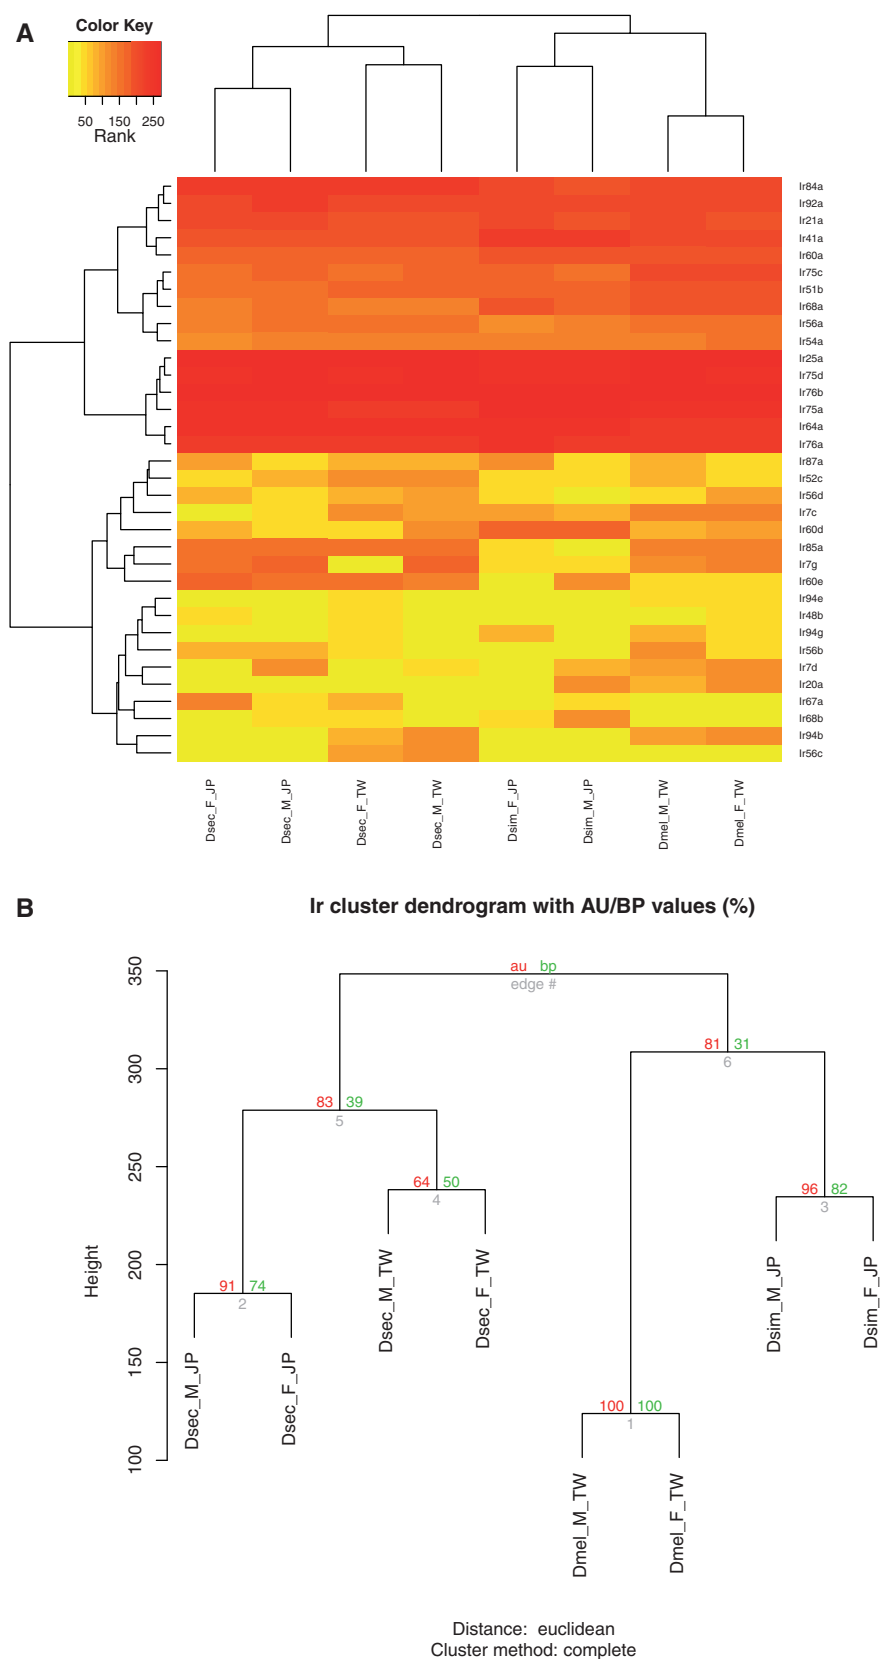 A
Color Key
50 150 250
Rank
Ir84a
Ir92a
Ir21a
Ir41a
Ir60a
Ir75c
Ir51b
Ir68a
Ir56a
Ir54a
Ir25a
Ir75d
Ir76b
Ir75a
Ir64a
Ir76a
Ir87a
Ir52c
Ir56d
Ir7c
Ir60d
Ir85a
Ir7g
Ir60e
Ir94e
Ir48b
Ir94g
Ir56b
Ir7d
Ir20a
Ir67a
Ir68b
Ir94b
Ir56c
Dsec_F_JP
Dsec_M_JP
Dsec_F_TW
Dsec_M_TW
Dsim_F_JP
Dsim_M_JP
Dmel_M_TW
Dmel_F_TW
B
Ir cluster dendrogram with AU/BP values (%)
au bp
edge #
350
300
250
200
150
100
Height
81 31
6
83 39
5
64 50
4
96 82
3
91 74
2
100 100
1
Dsec_M_JP
Dsec_F_JP
Dsec_M_TW
Dsec_F_TW
Dmel_M_TW
Dmel_F_TW
Dsim_M_JP
Dsim_F_JP
Distance: euclidean
Cluster method: complete